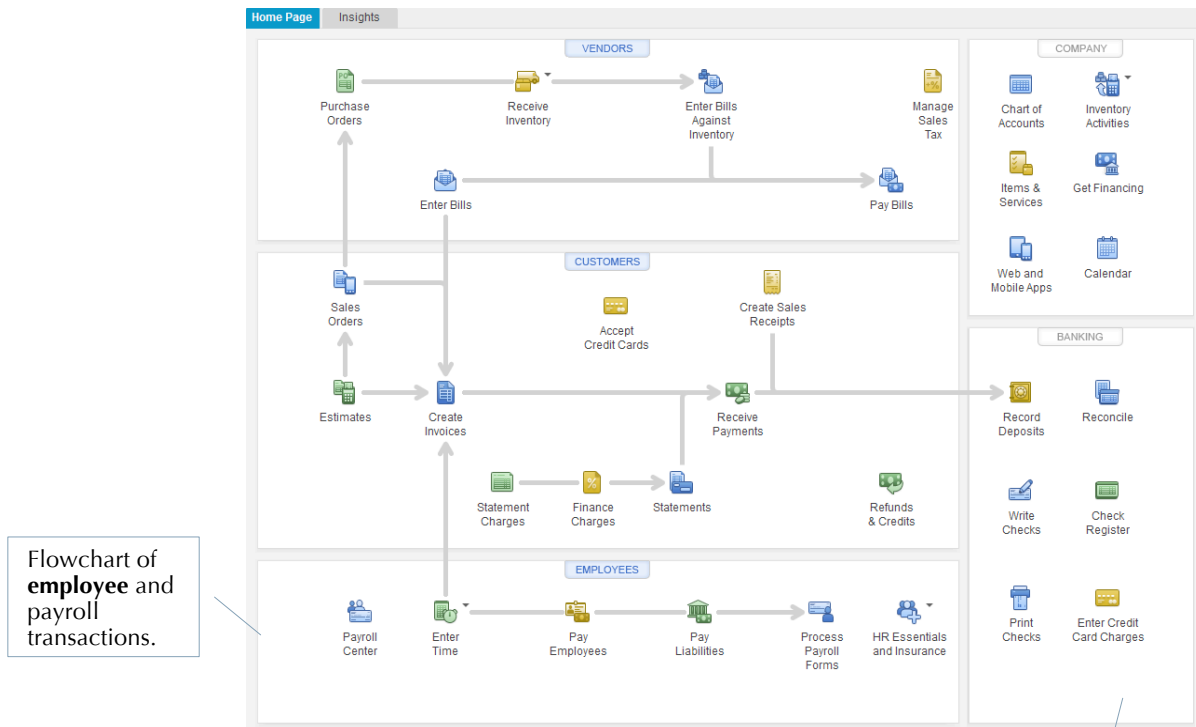 Home Page
Insights
VENDORS
Purchase
Orders
Receive
Inventory
Enter Bills
Against
Inventory
Manage
Sales
Tax
Enter Bills
Pay Bills
CUSTOMERS
Sales
Orders
Accept
Credit Cards
Create Sales
Receipts
Estimates
Create
Invoices
Receive
Payments
Statement
Charges
Finance
Charges
Statements
Refunds
& Credits
EMPLOYEES
Payroll
Center
Enter
Time
Pay
Employees
Pay
Liabilities
Process
Payroll
Forms
HR Essentials
and Insurance
COMPANY
Chart of
Accounts
Inventory
Activities
Items &
Services
Get Financing
Web and
Mobile Apps
Calendar
BANKING
Record
Deposits
Reconcile
Write
Checks
Check
Register
Print
Checks
Enter Credit
Card Charges
Flowchart of
employee and
payroll
transactions.